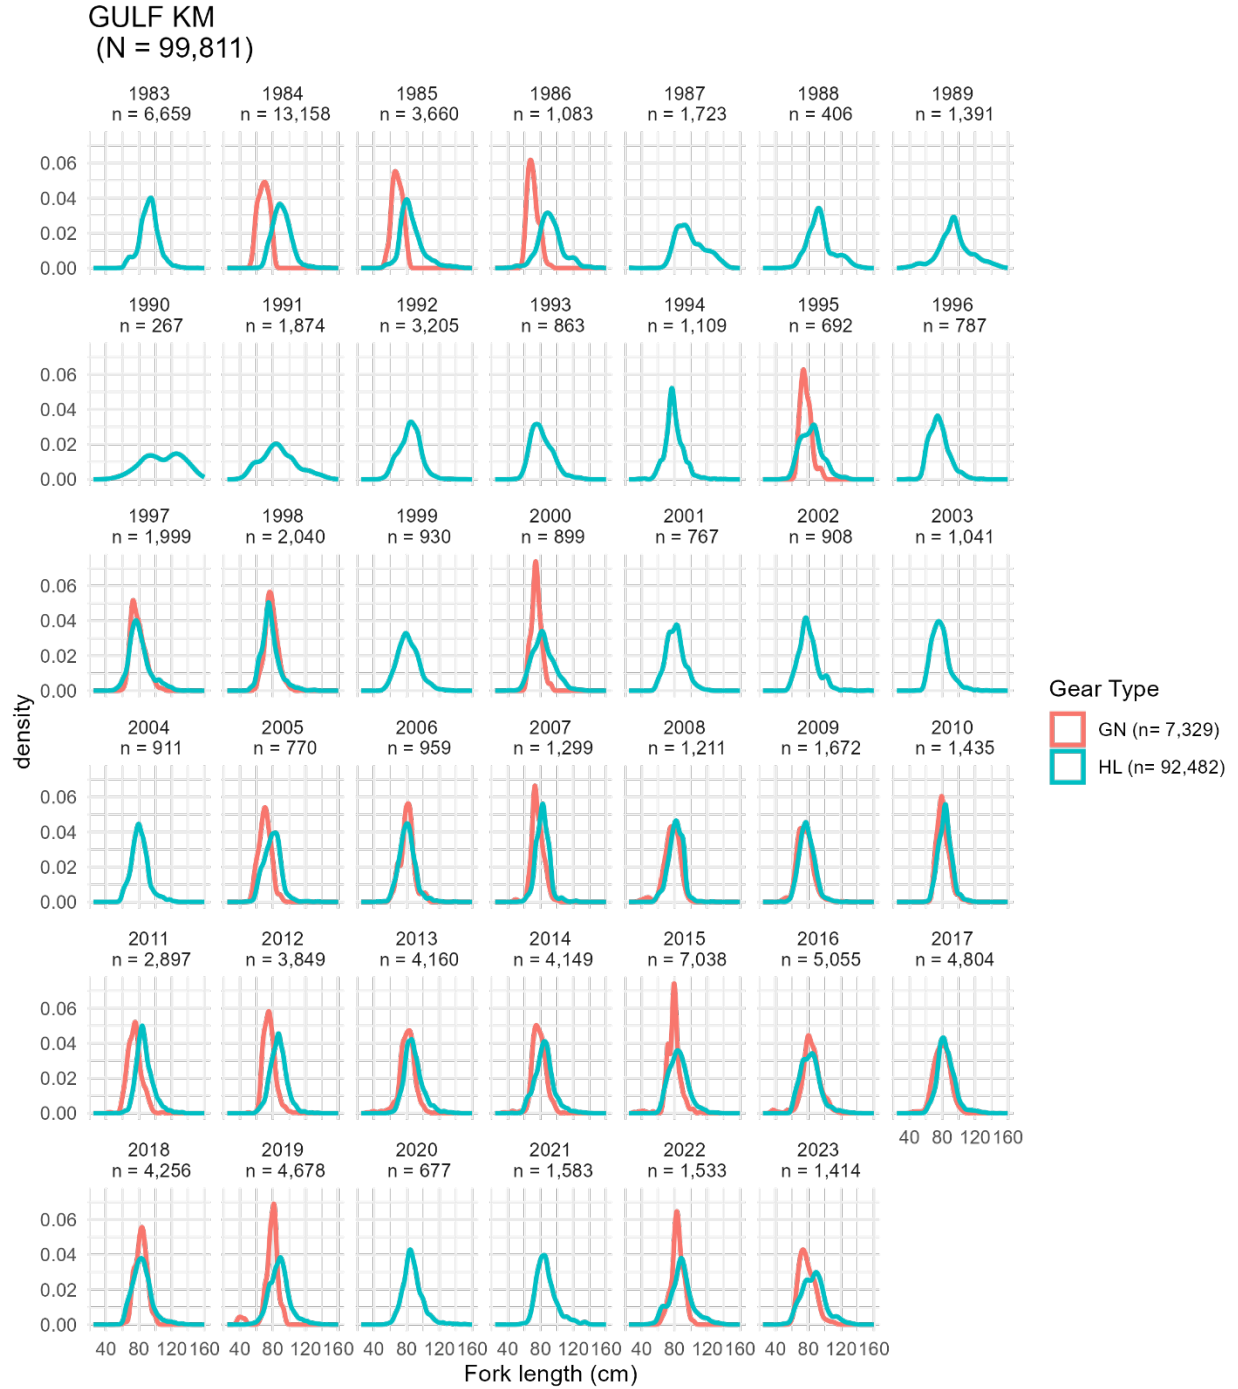 GULF KM
(N = 99,811)
1983 1984 1985 1986 1987 1988 1989
n = 6,659 n = 13,158 n = 3,660 n = 1,083 n = 1,723 n = 406 n = 1,391
0.06
0.04
0.02
0.00
1990 1991 1992 1993 1994 1995 1996
n = 267 n = 1,874 n = 3,205 n = 863 n = 1,109 n = 692 n = 787
0.06
0.04
0.02
0.00
1997 1998 1999 2000 2001 2002 2003
n = 1,999 n = 2,040 n = 930 n = 899 n = 767 n = 908 n = 1,041
0.06
0.04
0.02
0.00
density
2004 2005 2006 2007 2008 2009 2010
n = 911 n = 770 n = 959 n = 1,299 n = 1,211 n = 1,672 n = 1,435
0.06
0.04
0.02
0.00
2011 2012 2013 2014 2015 2016 2017
n = 2,897 n = 3,849 n = 4,160 n = 4,149 n = 7,038 n = 5,055 n = 4,804
0.06
0.04
0.02
0.00
40 80 120 160
2018 2019 2020 2021 2022 2023
n = 4,256 n = 4,678 n = 677 n = 1,583 n = 1,533 n = 1,414
0.06
0.04
0.02
0.00
40 80 120 160 40 80 120 160 40 80 120 160 40 80 120 160 40 80 120 160 40 80 120 160
Fork length (cm)
Gear Type
GN (n= 7,329)
HL (n= 92,482)